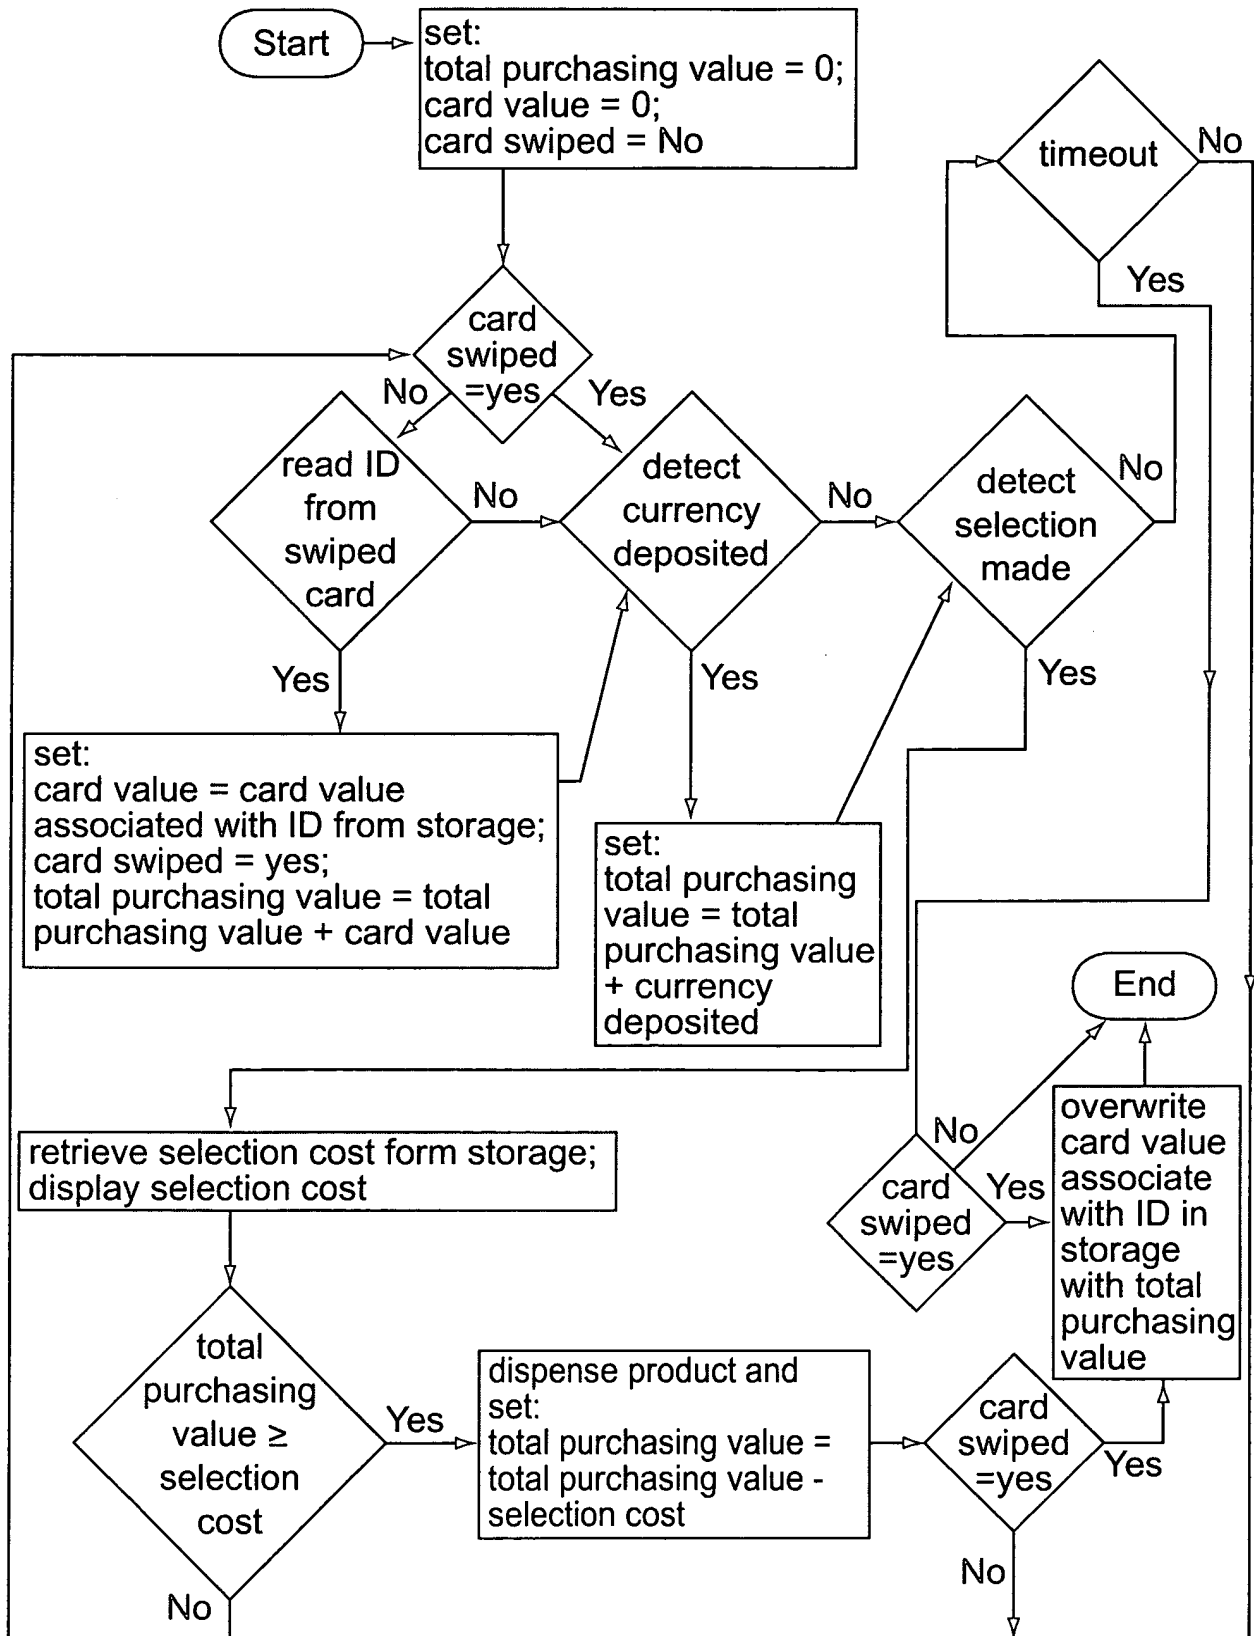 Start
set:
total purchasing value = 0;
card value = 0;
card swiped = No
timeout
No
Yes
card
swiped
=yes
No
Yes
read ID
from
swiped
card
No
Yes
detect
currency
deposited
No
Yes
detect
selection
made
No
Yes
set:
card value = card value
associated with ID from storage;
card swiped = yes;
total purchasing value = total
purchasing value + card value
set:
total purchasing
value = total
purchasing value
+ currency
deposited
End
retrieve selection cost form storage;
display selection cost
card
swiped
=yes
No
Yes
overwrite
card value
associate
with ID in
storage
with total
purchasing
value
total
purchasing
value ≥
selection
cost
Yes
No
dispense product and
set:
total purchasing value =
total purchasing value -
selection cost
card
swiped
=yes
Yes
No